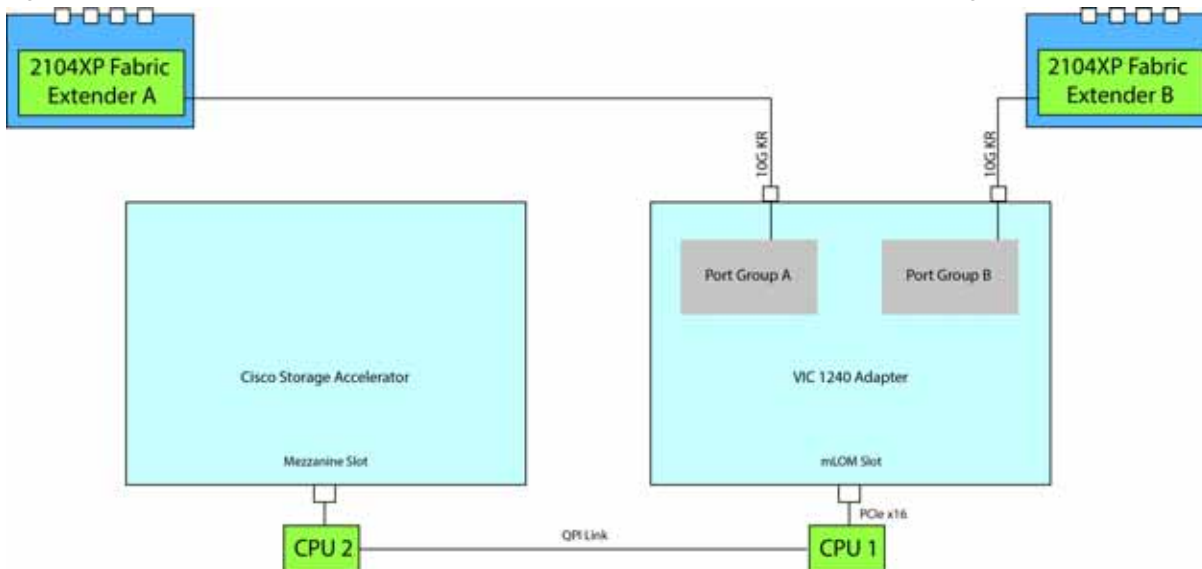 2104XP Fabric
Extender A
2104XP Fabric
Extender B
10G KR
10G KR
Port Group A
Port Group B
Cisco Storage Accelerator
VIC 1240 Adapter
Mezzanine Slot
mLOM Slot
PCIe x16
QPI Link
CPU 2
CPU 1